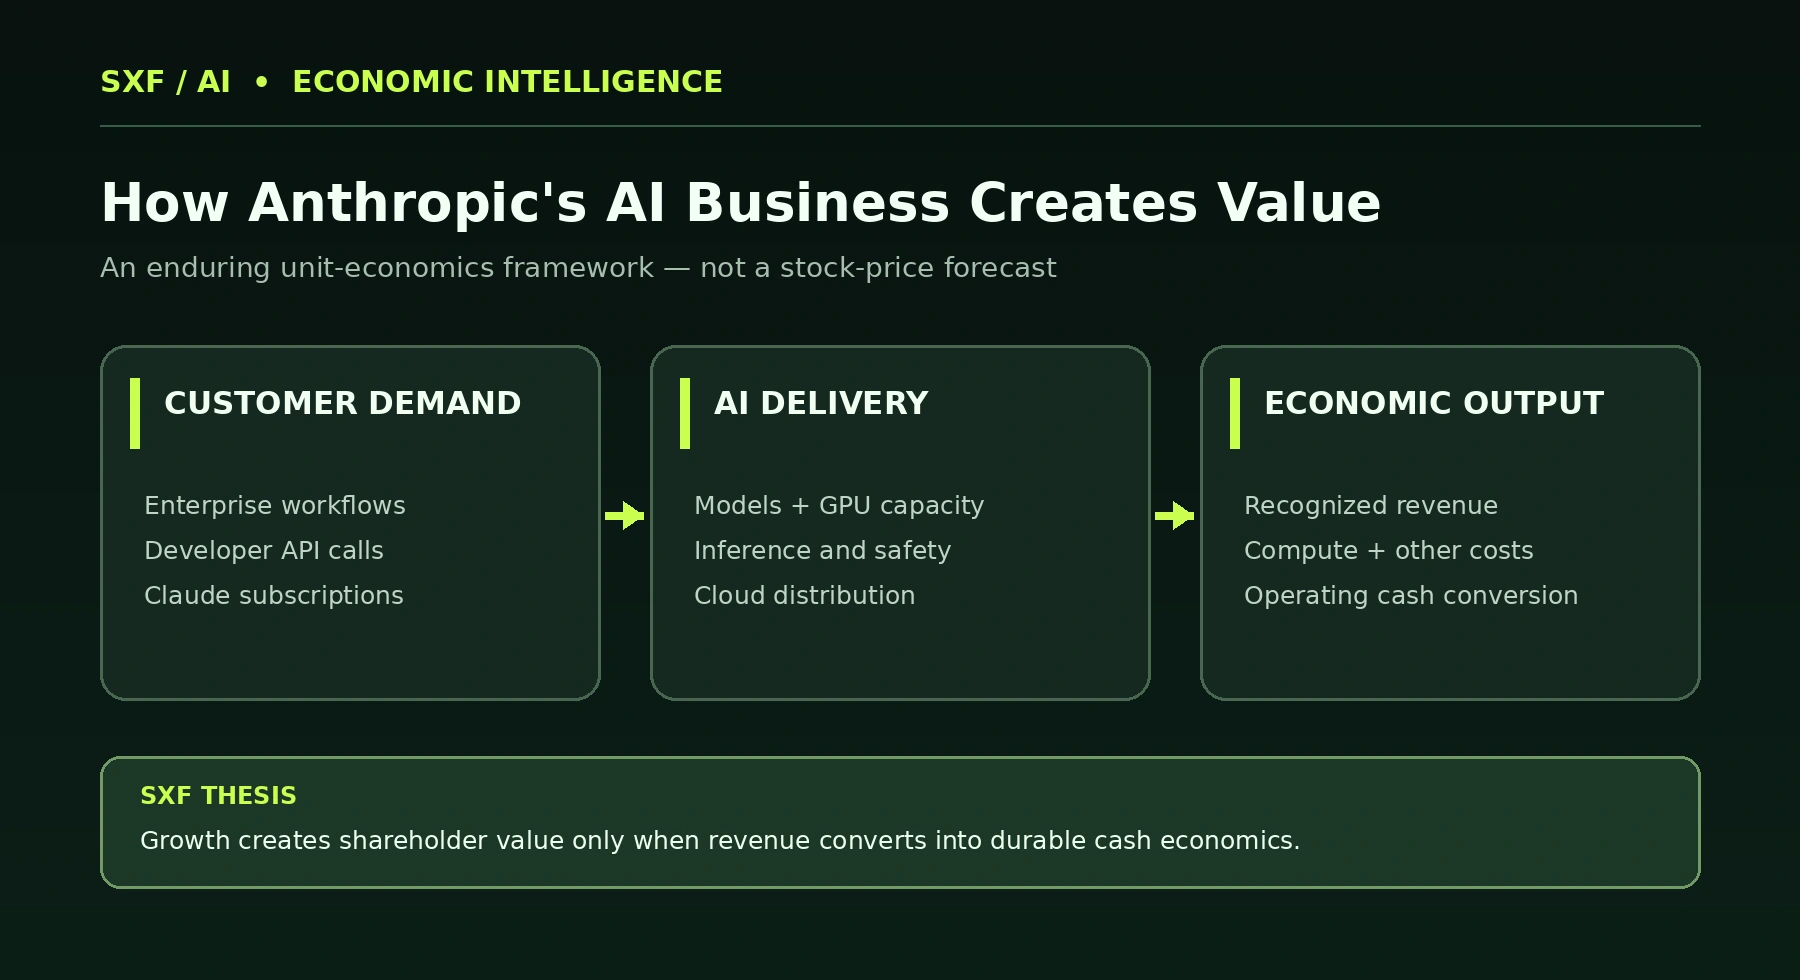 SXF / AI • ECONOMIC INTELLIGENCE
How Anthropic's AI Business Creates Value
An enduring unit-economics framework — not a stock-price forecast
CUSTOMER DEMAND
Enterprise workflows
Developer API calls
Claude subscriptions
AI DELIVERY
Models + GPU capacity
Inference and safety
Cloud distribution
ECONOMIC OUTPUT
Recognized revenue
Compute + other costs
Operating cash conversion
SXF THESIS
Growth creates shareholder value only when revenue converts into durable cash economics.